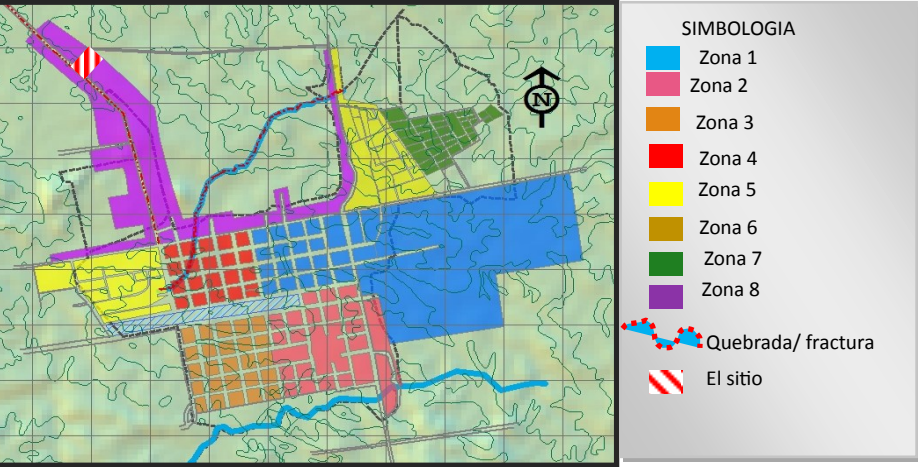 N
SIMBOLOGIA
Zona 1
Zona 2
Zona 3
Zona 4
Zona 5
Zona 6
Zona 7
Zona 8
Quebrada/ fractura
El sitio